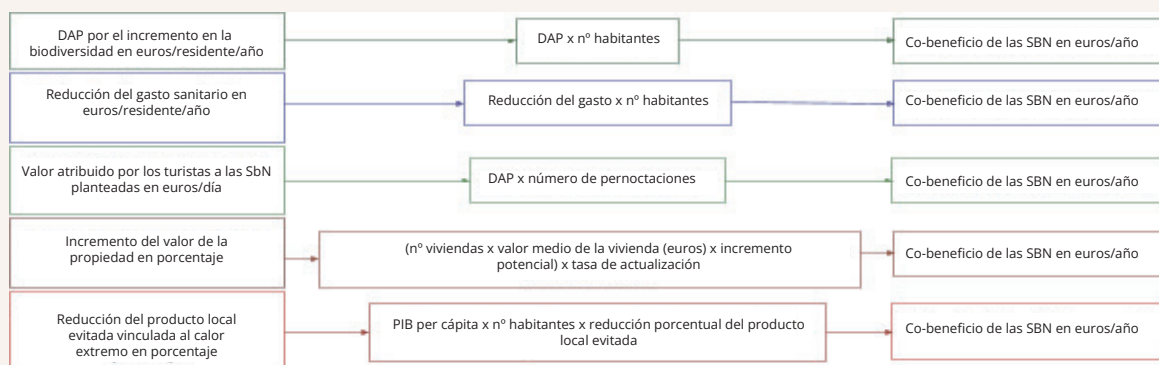 DAP por el incremento en la
biodiversidad en euros/residente/año
DAP x nº habitantes
Co-beneficio de las SBN en euros/año
Reducción del gasto sanitario en
euros/residente/año
Reducción del gasto x nº habitantes
Co-beneficio de las SBN en euros/año
Valor atribuido por los turistas a las SbN
planteadas en euros/día
DAP x número de pernoctaciones
Co-beneficio de las SBN en euros/año
Incremento del valor de la
propiedad en porcentaje
(nº viviendas x valor medio de la vivienda (euros) x incremento
potencial) x tasa de actualización
Co-beneficio de las SBN en euros/año
Reducción del producto local
evitada vinculada al calor
extremo en porcentaje
PIB per cápita x nº habitantes x reducción porcentual del producto
local evitada
Co-beneficio de las SBN en euros/año